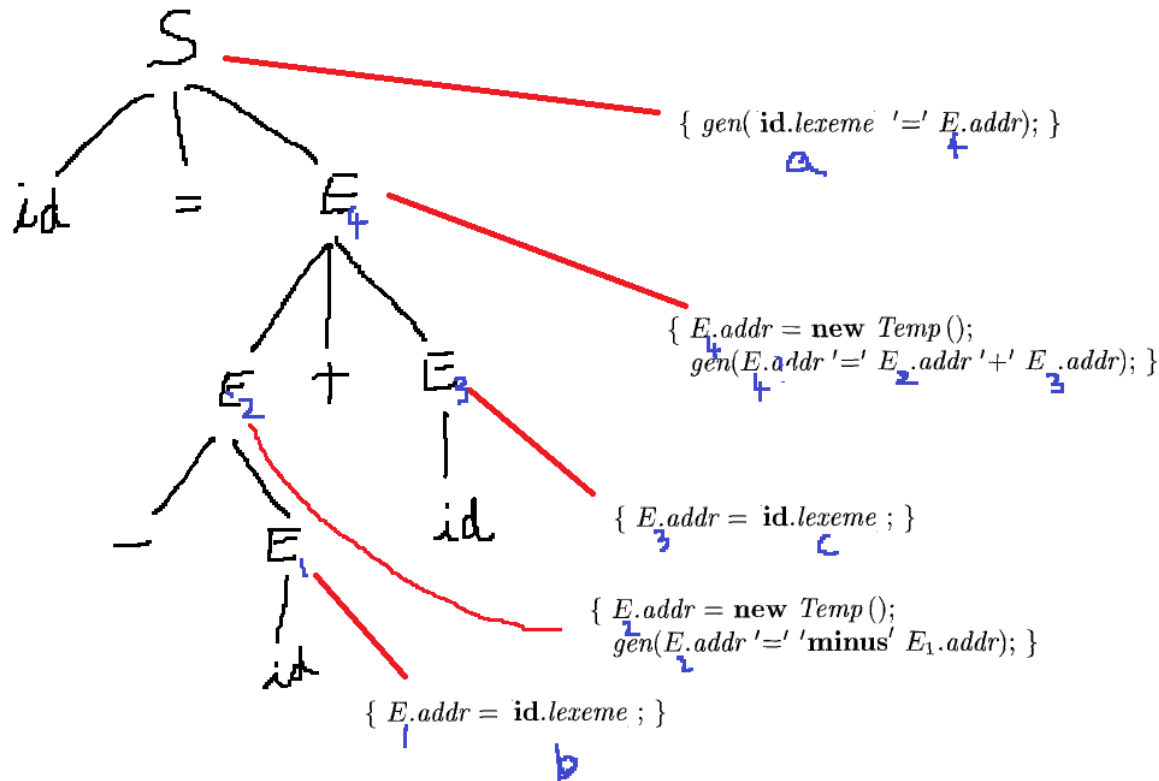 S
{ gen( id.lexeme '=' E.addr); }
a 4
id = E4
{ E.addr = new Temp();
4
gen(E.addr '=' E.addr '+' E.addr); }
4 2 3
E2 + E3
id
{ E.addr = id.lexeme ; }
3 c
- E1
{ E.addr = new Temp();
2
gen(E.addr '=' 'minus' E1.addr); }
2
id
{ E.addr = id.lexeme ; }
1 b